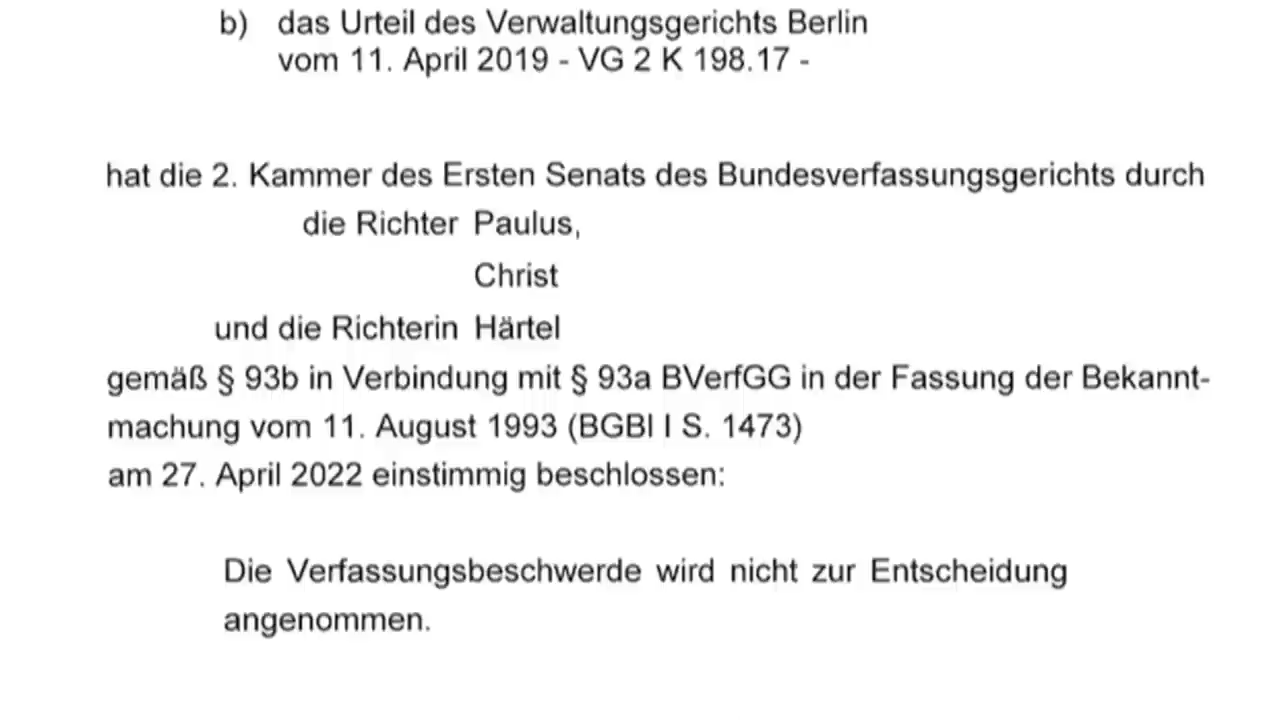 b) das Urteil des Verwaltungsgerichts Berlin
vom 11. April 2019 - VG 2 K 198.17 -
hat die 2. Kammer des Ersten Senats des Bundesverfassungsgerichts durch
die Richter Paulus,
Christ
und die Richterin Härtel
gemäß § 93b in Verbindung mit § 93a BVerfGG in der Fassung der Bekannt-
machung vom 11. August 1993 (BGBl I S. 1473)
am 27. April 2022 einstimmig beschlossen:
Die Verfassungsbeschwerde wird nicht zur Entscheidung
angenommen.